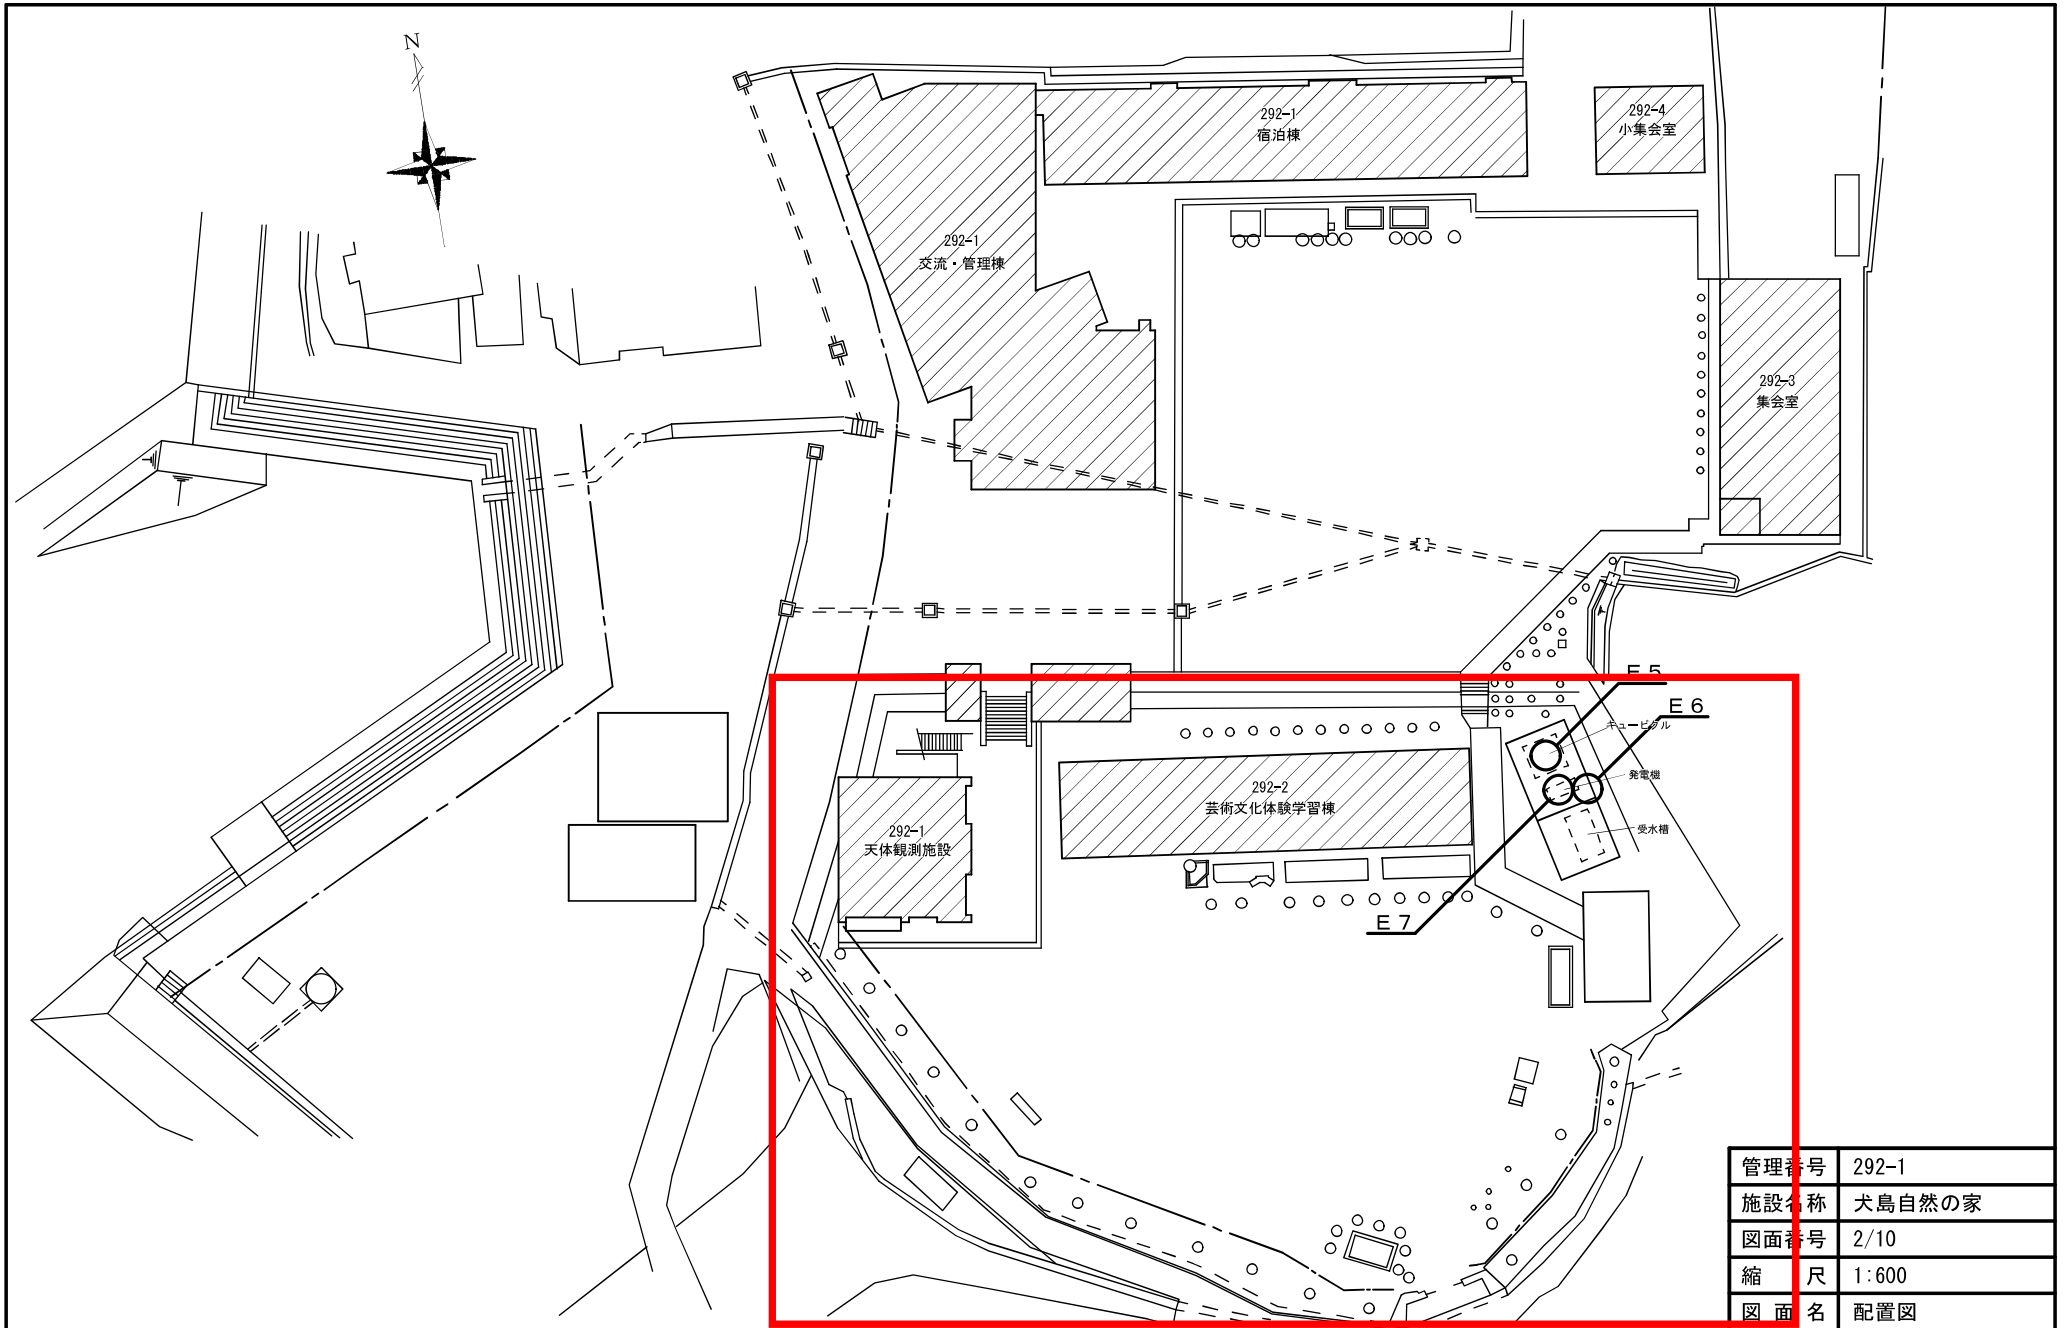 N
292-1
宿泊棟
292-4
小集会室
292-1
交流・管理棟
292-3
集会室
E5
E6
キュービクル
発電機
292-2
芸術文化体験学習棟
292-1
天体観測施設
受水槽
E7
管理番号 292-1
施設名称 犬島自然の家
図面番号 2/10
縮 尺 1:600
図面名 配置図